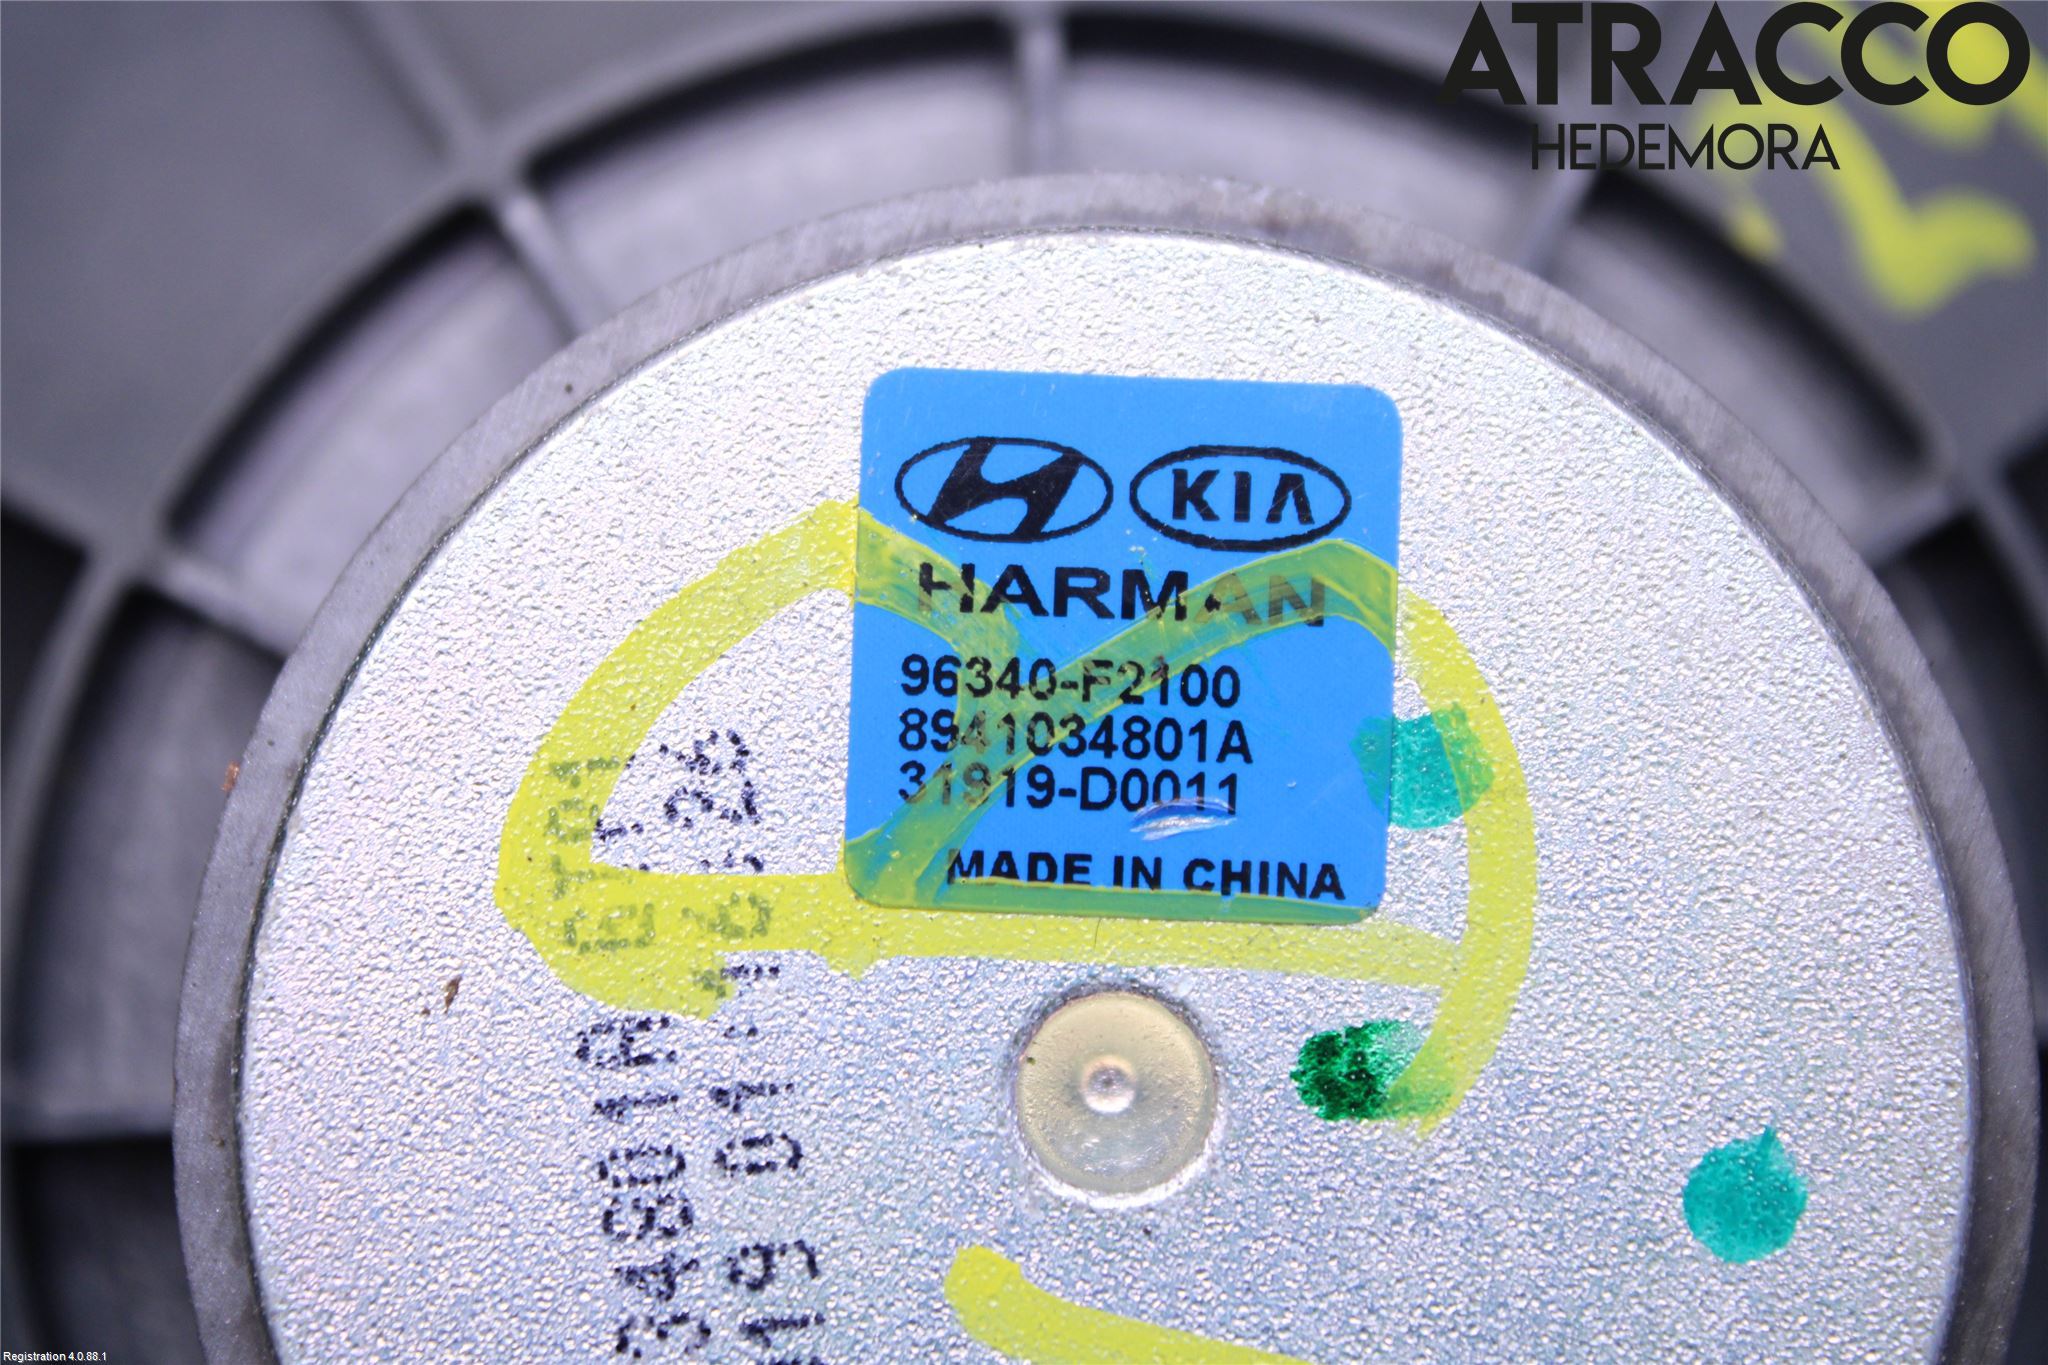 ATRACCO
HEDEMORA
KIA
HARMAN
96340-F2100
8941034801A
31919-D0011
MADE IN CHINA
Registration 4.0.88.1